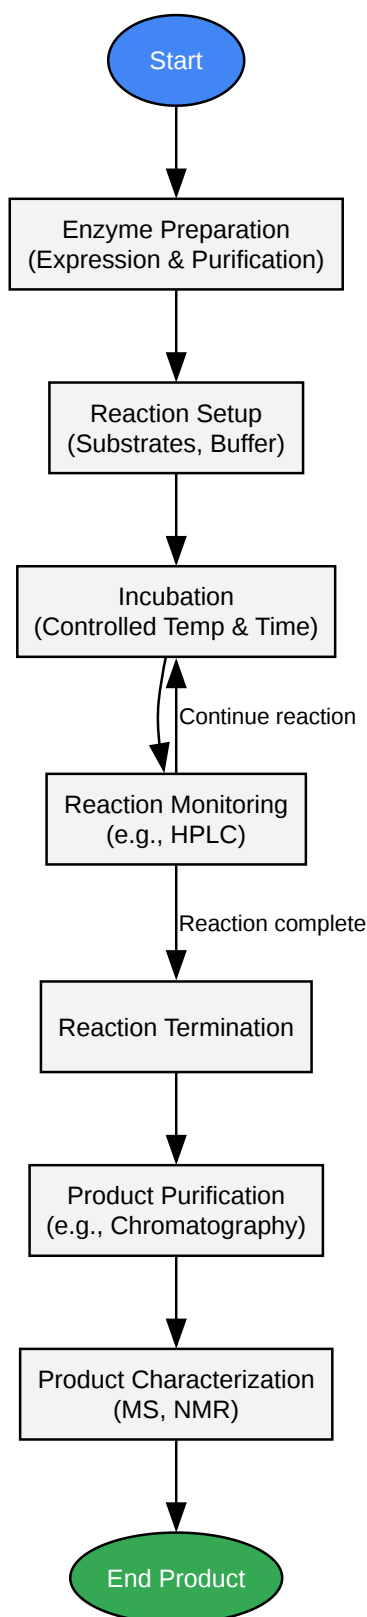 Start
Enzyme Preparation
(Expression & Purification)
Reaction Setup
(Substrates, Buffer)
Incubation
(Controlled Temp & Time)
Continue reaction
Reaction Monitoring
(e.g., HPLC)
Reaction complete
Reaction Termination
Product Purification
(e.g., Chromatography)
Product Characterization
(MS, NMR)
End Product